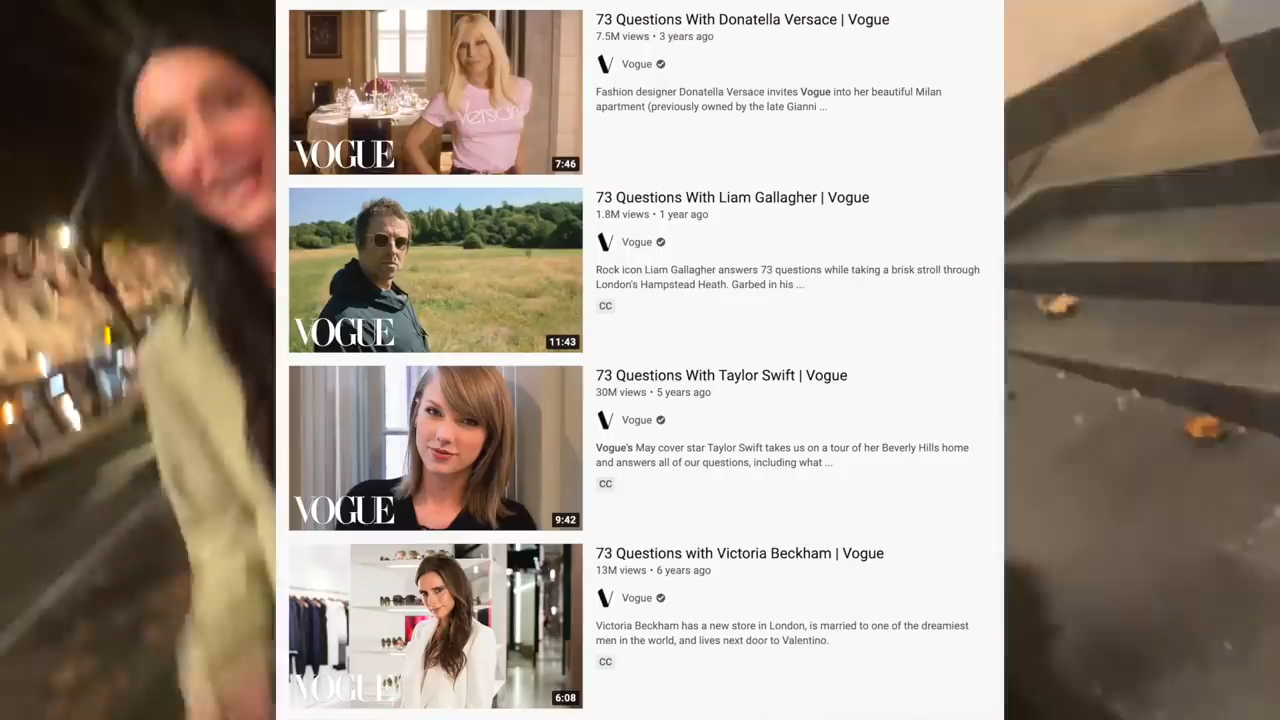 73 Questions With Donatella Versace | Vogue
7.5M views • 3 years ago
Vogue
Fashion designer Donatella Versace invites Vogue into her beautiful Milan
apartment (previously owned by the late Gianni ...
VOGUE
7:46
73 Questions With Liam Gallagher | Vogue
1.8M views • 1 year ago
Vogue
Rock icon Liam Gallagher answers 73 questions while taking a brisk stroll through
London's Hampstead Heath. Garbed in his ...
CC
VOGUE
11:43
73 Questions With Taylor Swift | Vogue
30M views • 5 years ago
Vogue
Vogue's May cover star Taylor Swift takes us on a tour of her Beverly Hills home
and answers all of our questions, including what ...
CC
VOGUE
9:42
73 Questions with Victoria Beckham | Vogue
13M views • 6 years ago
Vogue
Victoria Beckham has a new store in London, is married to one of the dreamiest
men in the world, and lives next door to Valentino.
CC
VOGUE
6:08